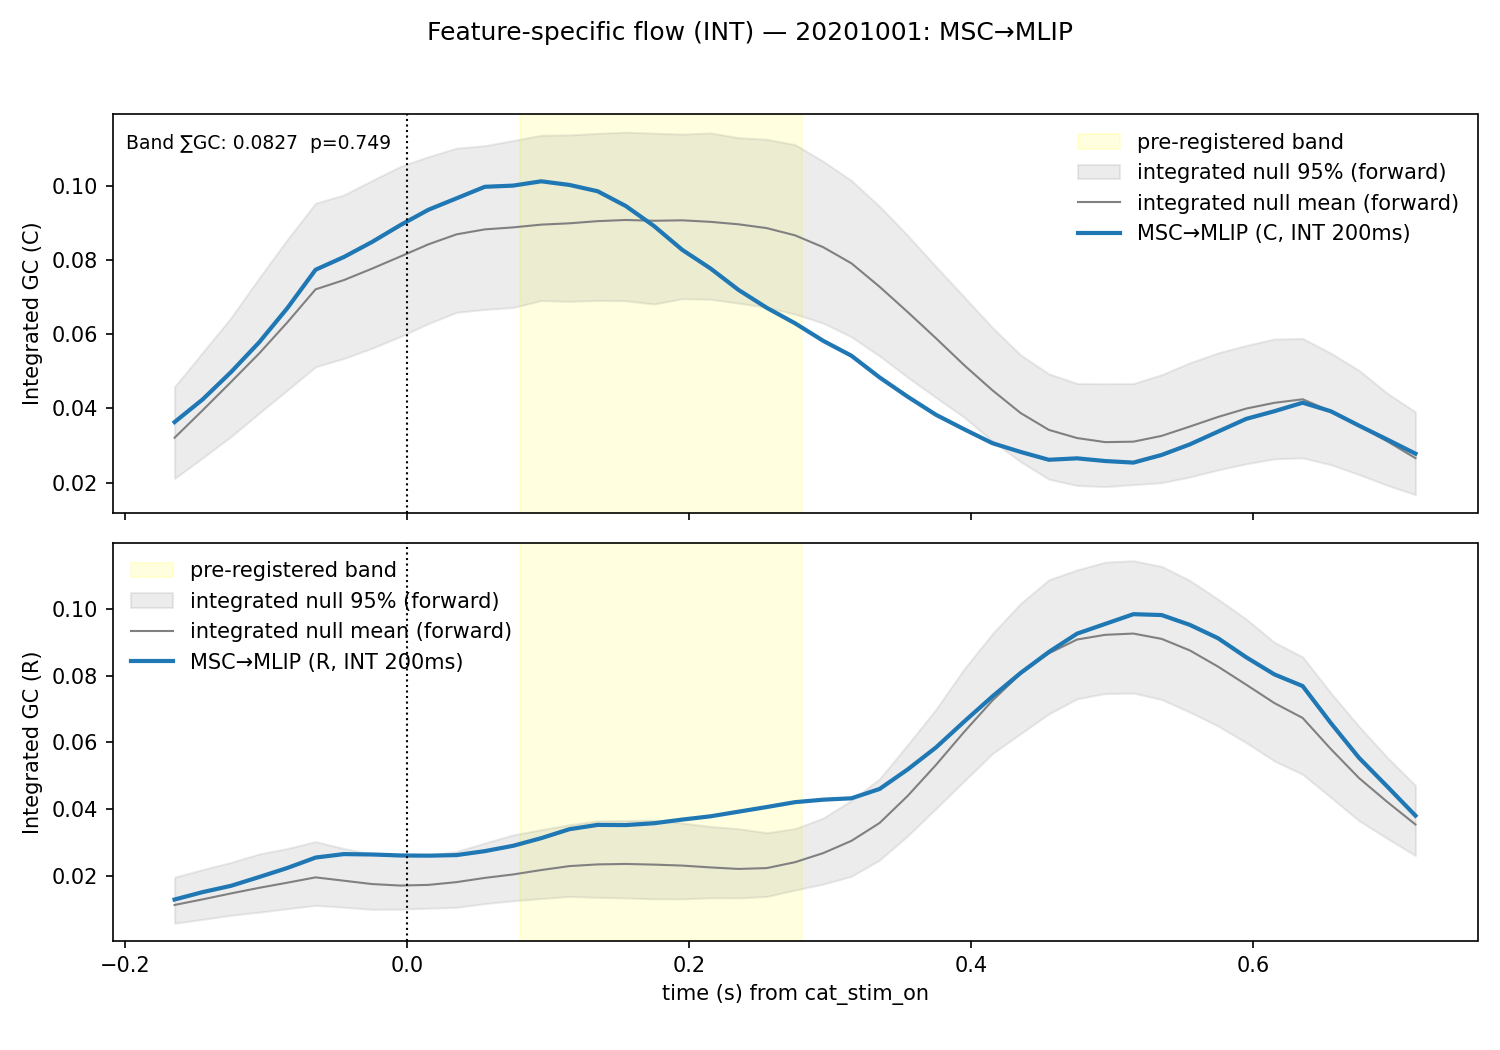 Feature-specific flow (INT) — 20201001: MSC→MLIP
Band ∑GC: 0.0827  p=0.749
pre-registered band
integrated null 95% (forward)
integrated null mean (forward)
MSC→MLIP (C, INT 200ms)
Integrated GC (C)
0.10
0.08
0.06
0.04
0.02
pre-registered band
integrated null 95% (forward)
integrated null mean (forward)
MSC→MLIP (R, INT 200ms)
Integrated GC (R)
0.10
0.08
0.06
0.04
0.02
−0.2
0.0
0.2
0.4
0.6
time (s) from cat_stim_on